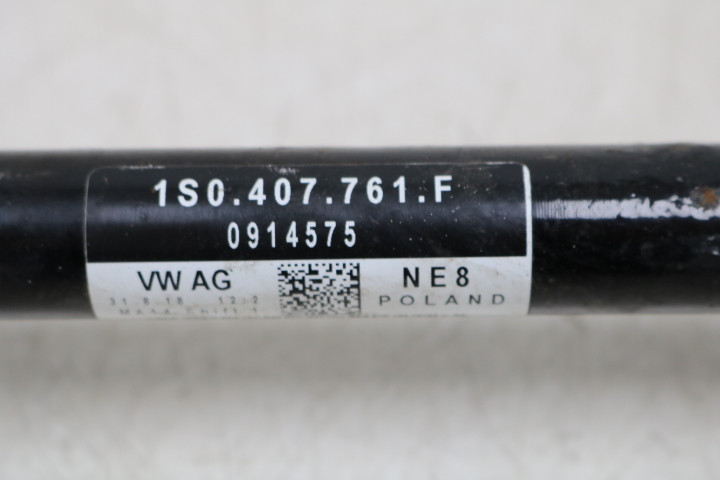 1S0.407.761.F
0914575
VW AG
NE8
POLAND